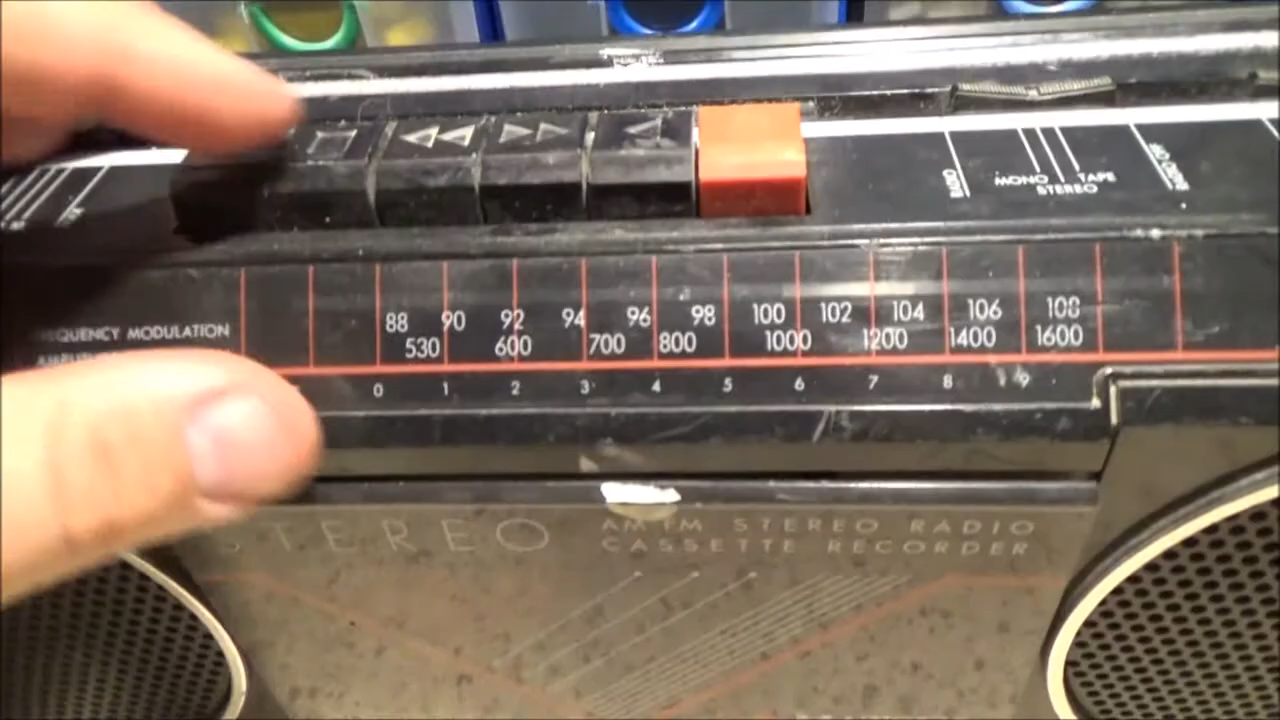 RADIO
MONO TAPE
STEREO
FREQUENCY MODULATION
88 90 92 94 96 98 100 102 104 106 108
530 600 700 800 1000 1200 1400 1600
0 1 2 3 4 5 6 7 8 9
STEREO
AM FM STEREO RADIO
CASSETTE RECORDER